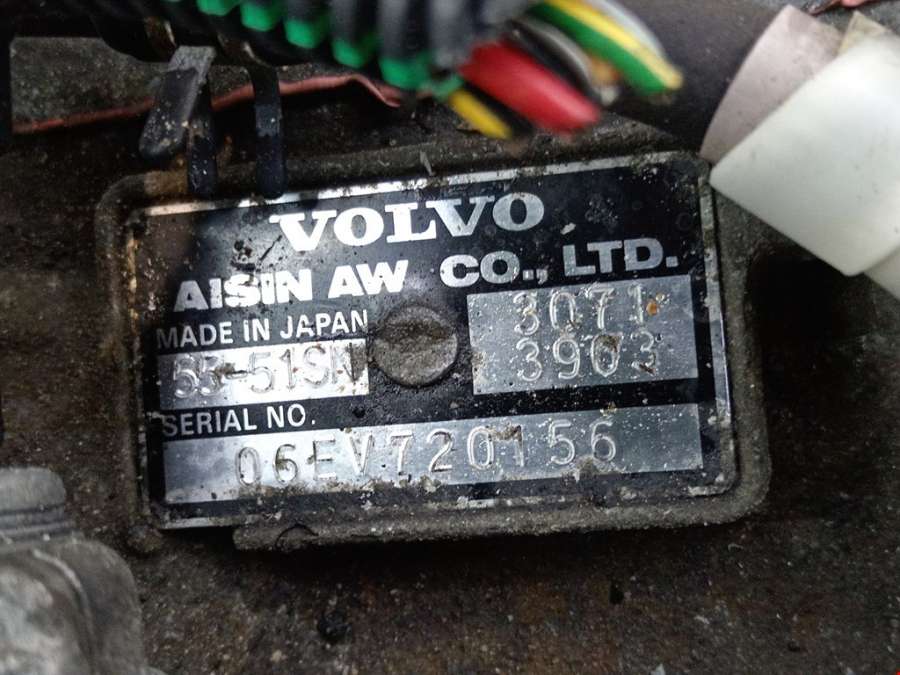 VOLVO
AISIN AW CO., LTD.
MADE IN JAPAN
3071
55-51SN
3903
SERIAL NO.
06EV720156